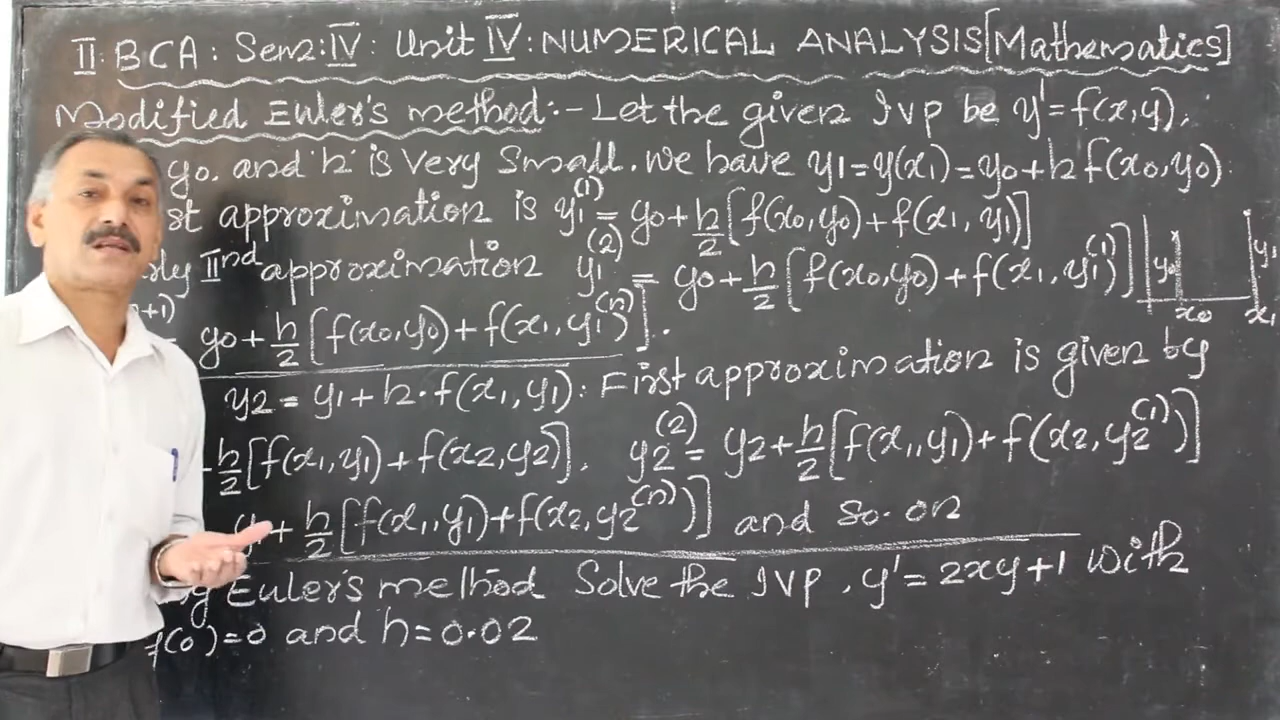 II: BCA: Sem: IV: Unit IV: NUMERICAL ANALYSIS [Mathematics]
Modified Euler's method:- Let the given IVP be y' = f(x,y),
y0. and 'h' is very small. we have y1 = y(x1) = y0 + h f(x0,y0)
st approximation is y1^(1) = y0 + h/2 [f(x0,y0) + f(x1,y1)]
rly IInd approximation y1^(2) = y0 + h/2 [f(x0,y0) + f(x1,y1^(1))]
y0 y1
x0 x1
n+1) = y0 + h/2 [f(x0,y0) + f(x1,y1^(n))].
y2 = y1 + h·f(x1,y1): First approximation is given by
h/2 [f(x1,y1) + f(x2,y2)], y2^(2) = y2 + h/2 [f(x1,y1) + f(x2,y2^(1))]
+ h/2 [f(x1,y1) + f(x2,y2^(n))] and so on
g Euler's method Solve the IVP, y' = 2xy+1 with
f(0)=0 and h=0.02